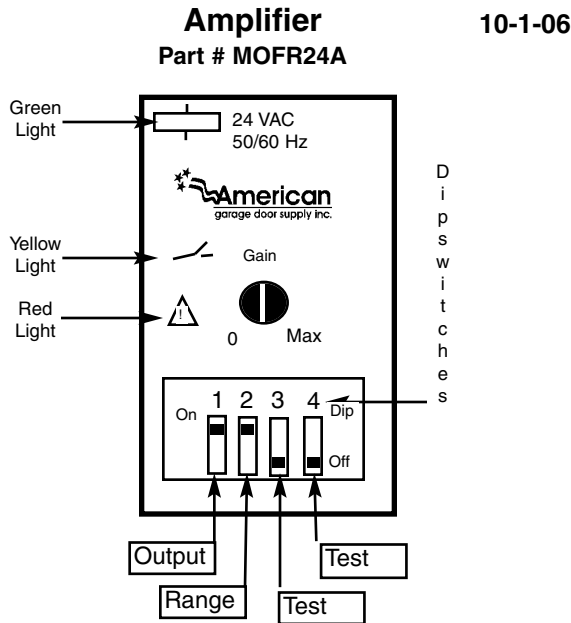 Amplifier
10-1-06
Part # MOFR24A
Green
Light
24 VAC
50/60 Hz
American
garage door supply inc.
Dipswitches
Yellow
Light
Gain
Red
Light
!
0
Max
1 2 3 4
On
Dip
Off
Output
Test
Range
Test